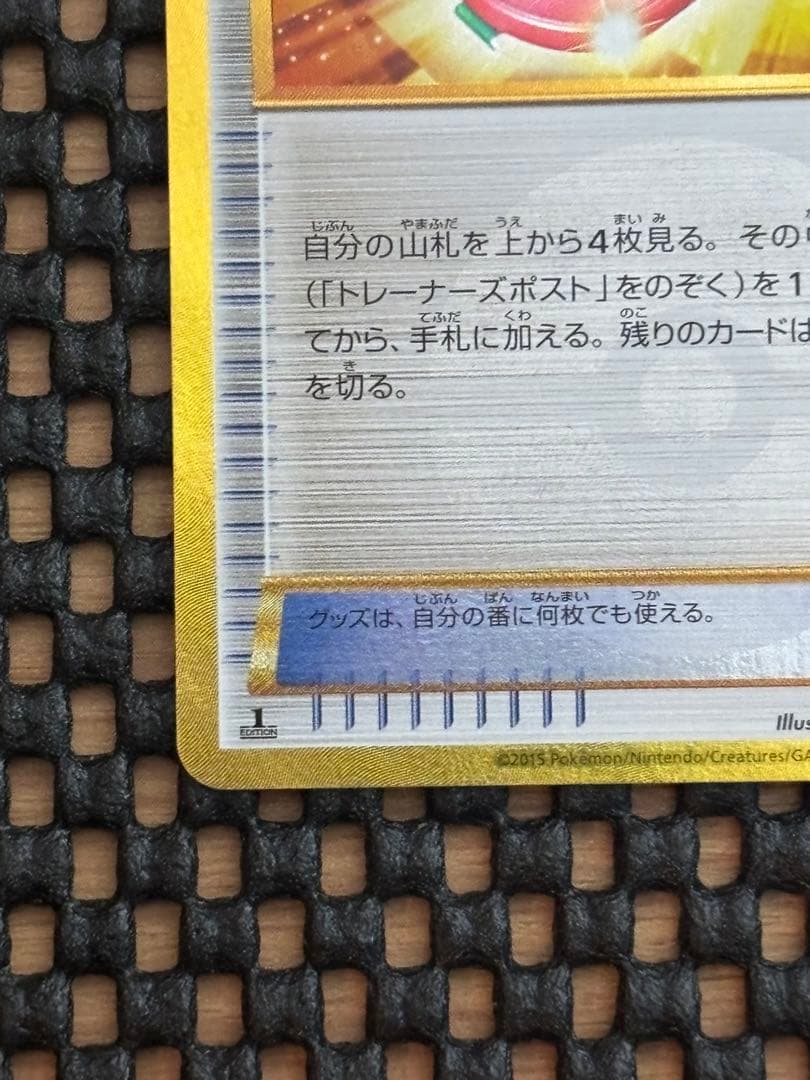 自分の山札を上から4枚見る。その
(「トレーナーズポスト」をのぞく)を1
てから、手札に加える。残りのカードは
を切る。
グッズは、自分の番に何枚でも使える。
1
EDITION
Illus
©2015 Pokémon/Nintendo/Creatures/GA